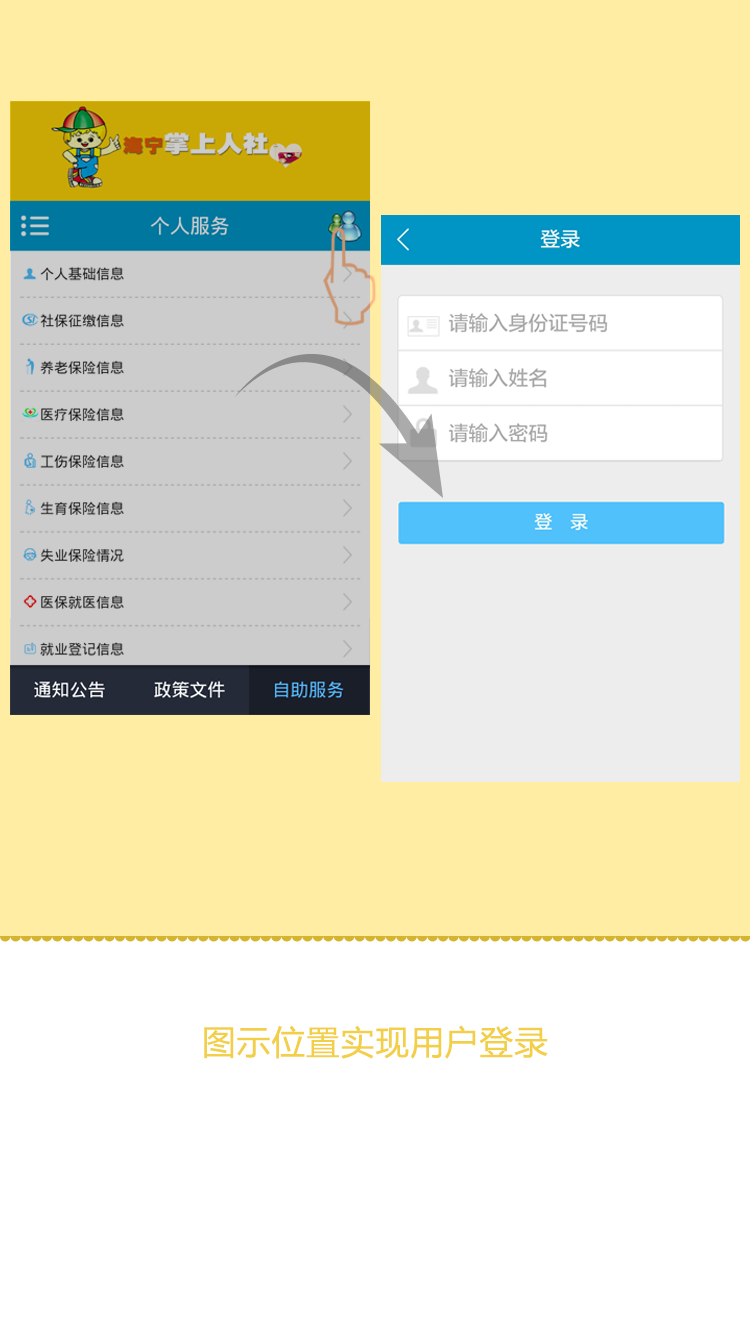 海宁掌上人社
个人服务
个人基础信息
社保征缴信息
养老保险信息
医疗保险信息
工伤保险信息
生育保险信息
失业保险情况
医保就医信息
就业登记信息
通知公告 政策文件 自助服务
登录
请输入身份证号码
请输入姓名
请输入密码
登 录
图示位置实现用户登录